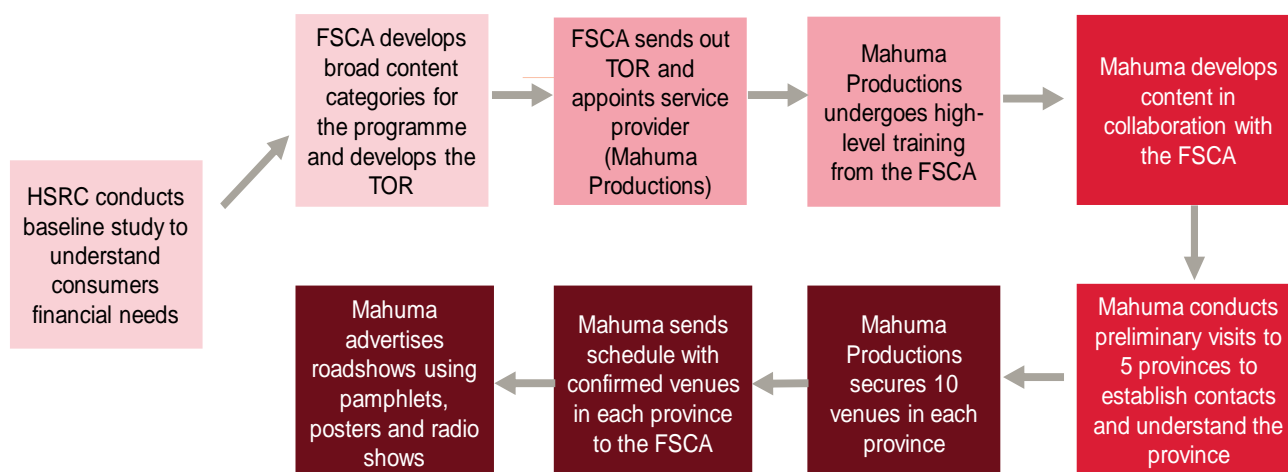 HSRC conducts
baseline study to
understand
consumers
financial needs
FSCA develops
broad content
categories for
the programme
and develops the
TOR
FSCA sends out
TOR and
appoints service
provider
(Mahuma
Productions)
Mahuma
Productions
undergoes high-
level training
from the FSCA
Mahuma develops
content in
collaboration with
the FSCA
Mahuma conducts
preliminary visits to
5 provinces to
establish contacts
and understand the
province
Mahuma
Productions
secures 10
venues in each
province
Mahuma sends
schedule with
confirmed venues
in each province
to the FSCA
Mahuma
advertises
roadshows using
pamphlets,
posters and radio
shows